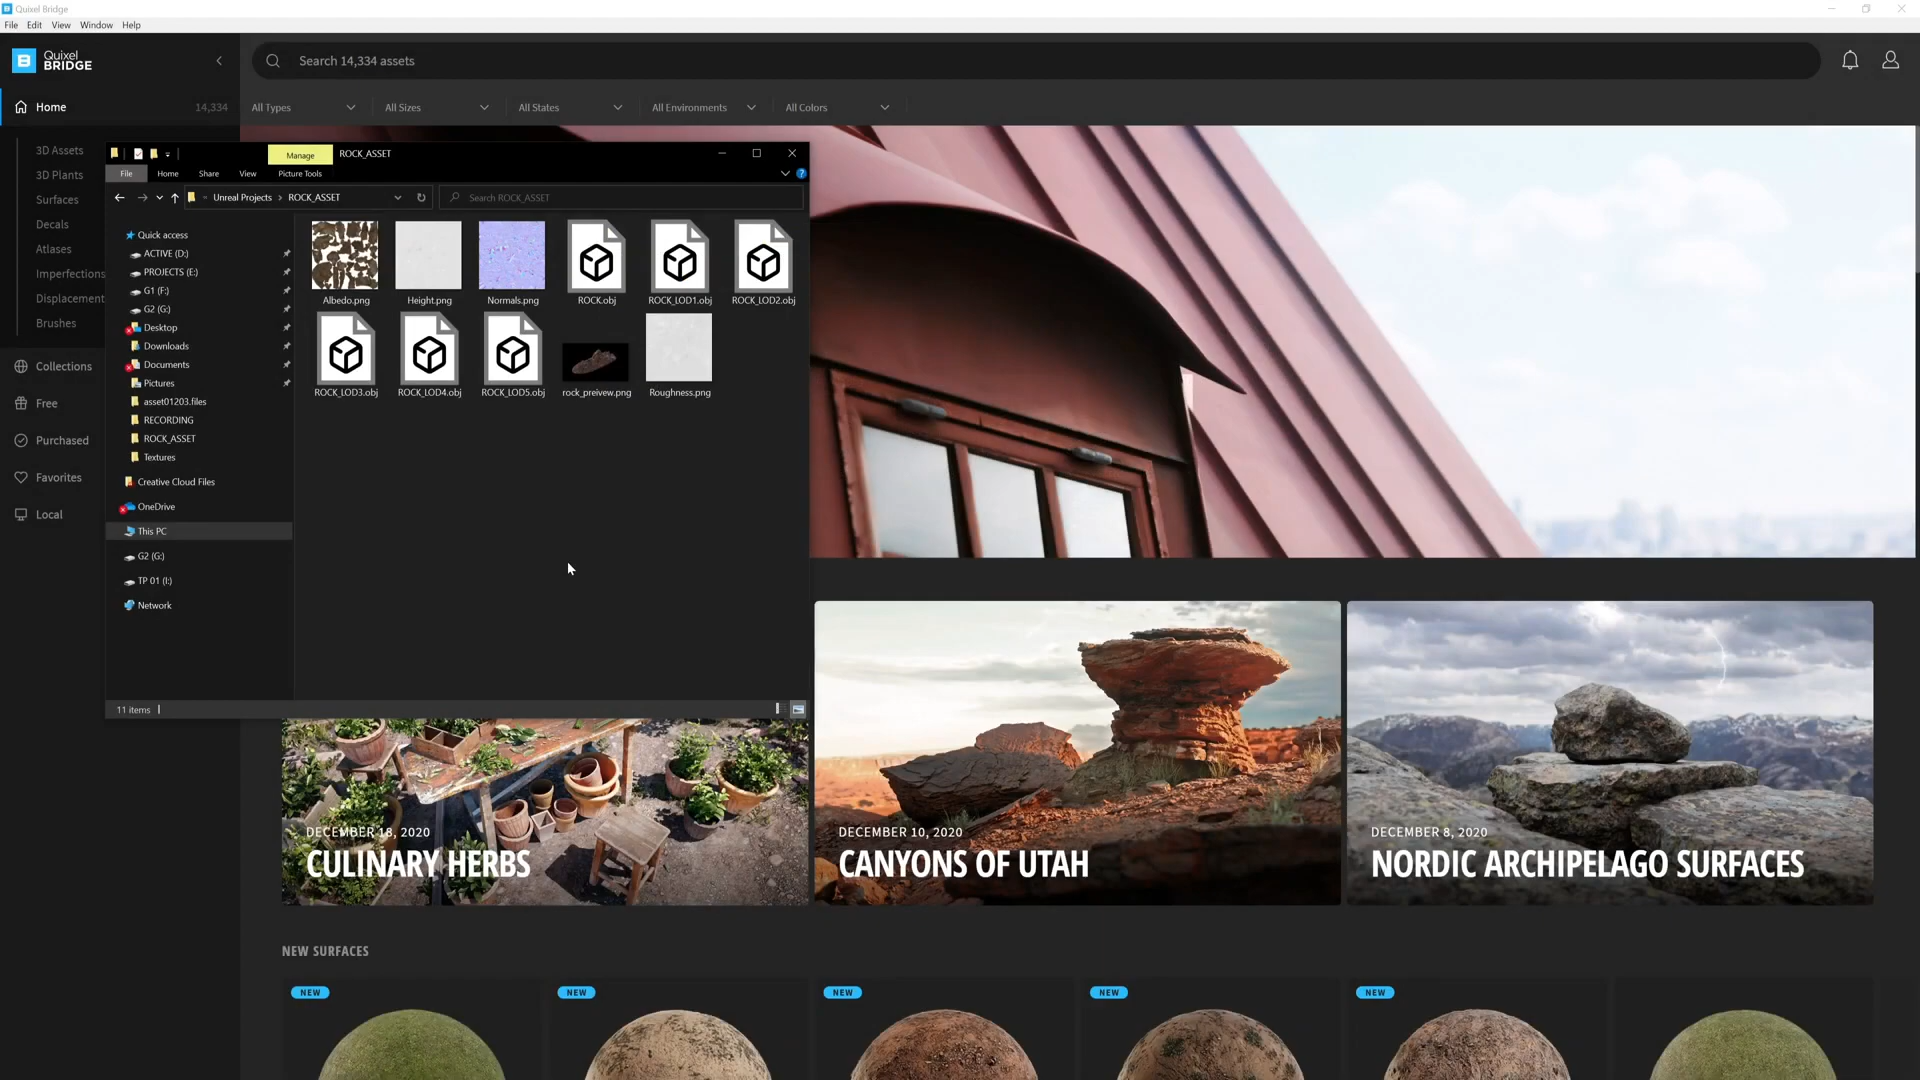 Quixel Bridge
File Edit View Window Help
Quixel
BRIDGE
Search 14,334 assets
Home 14,334
All Types All Sizes All States All Environments All Colors
3D Assets
3D Plants
Surfaces
Decals
Atlases
Imperfections
Displacement
Brushes
Collections
Free
Purchased
Favorites
Local
Manage ROCK_ASSET
File Home Share View Picture Tools
Unreal Projects ROCK_ASSET Search ROCK_ASSET
Quick access
ACTIVE (D:)
PROJECTS (E:)
G1 (F:)
G2 (G:)
Desktop
Downloads
Documents
Pictures
asset01203.files
RECORDING
ROCK_ASSET
Textures
Creative Cloud Files
OneDrive
This PC
G2 (G:)
TP 01 (I:)
Network
Albedo.png Height.png Normals.png ROCK.obj ROCK_LOD1.obj ROCK_LOD2.obj
ROCK_LOD3.obj ROCK_LOD4.obj ROCK_LOD5.obj rock_preivew.png Roughness.png
11 items
DECEMBER 18, 2020
CULINARY HERBS
DECEMBER 10, 2020
CANYONS OF UTAH
DECEMBER 8, 2020
NORDIC ARCHIPELAGO SURFACES
NEW SURFACES
NEW NEW NEW NEW NEW